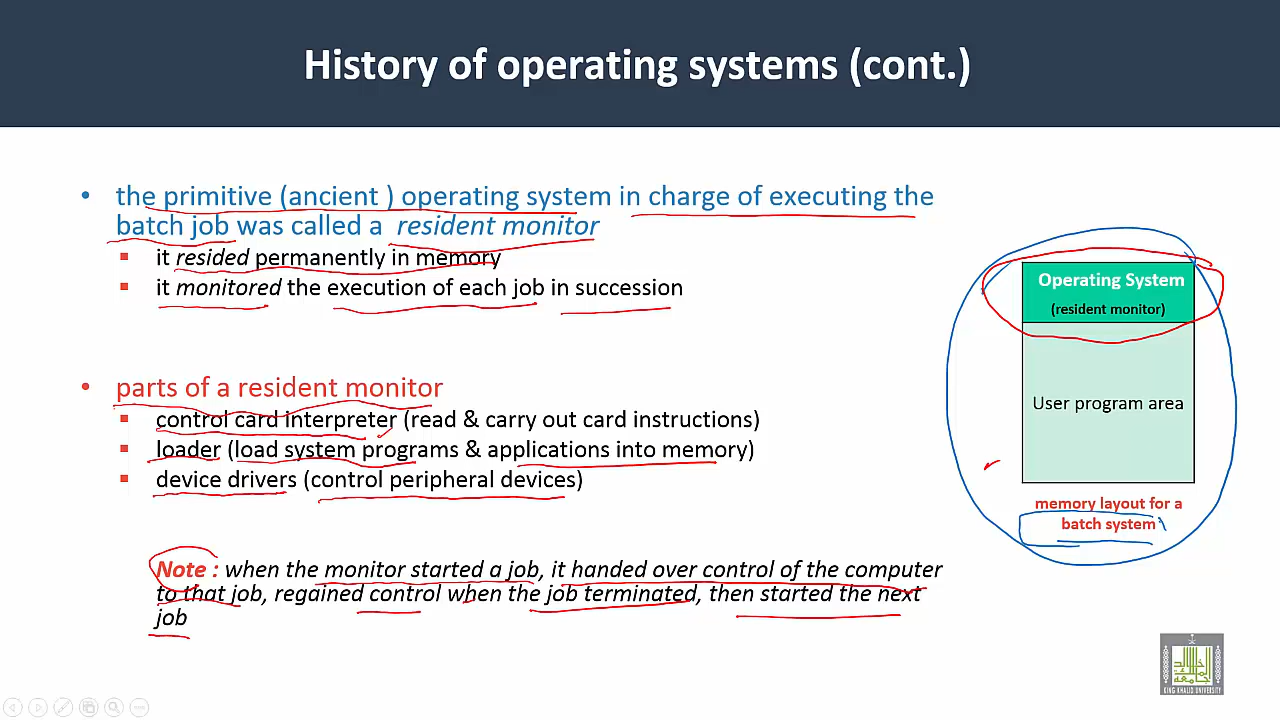 History of operating systems (cont.)
• the primitive (ancient ) operating system in charge of executing the
batch job was called a resident monitor
▪ it resided permanently in memory
▪ it monitored the execution of each job in succession
• parts of a resident monitor
▪ control card interpreter (read & carry out card instructions)
▪ loader (load system programs & applications into memory)
▪ device drivers (control peripheral devices)
Note : when the monitor started a job, it handed over control of the computer
to that job, regained control when the job terminated, then started the next
job
Operating System
(resident monitor)
User program area
memory layout for a
batch system
KING KHALID UNIVERSITY